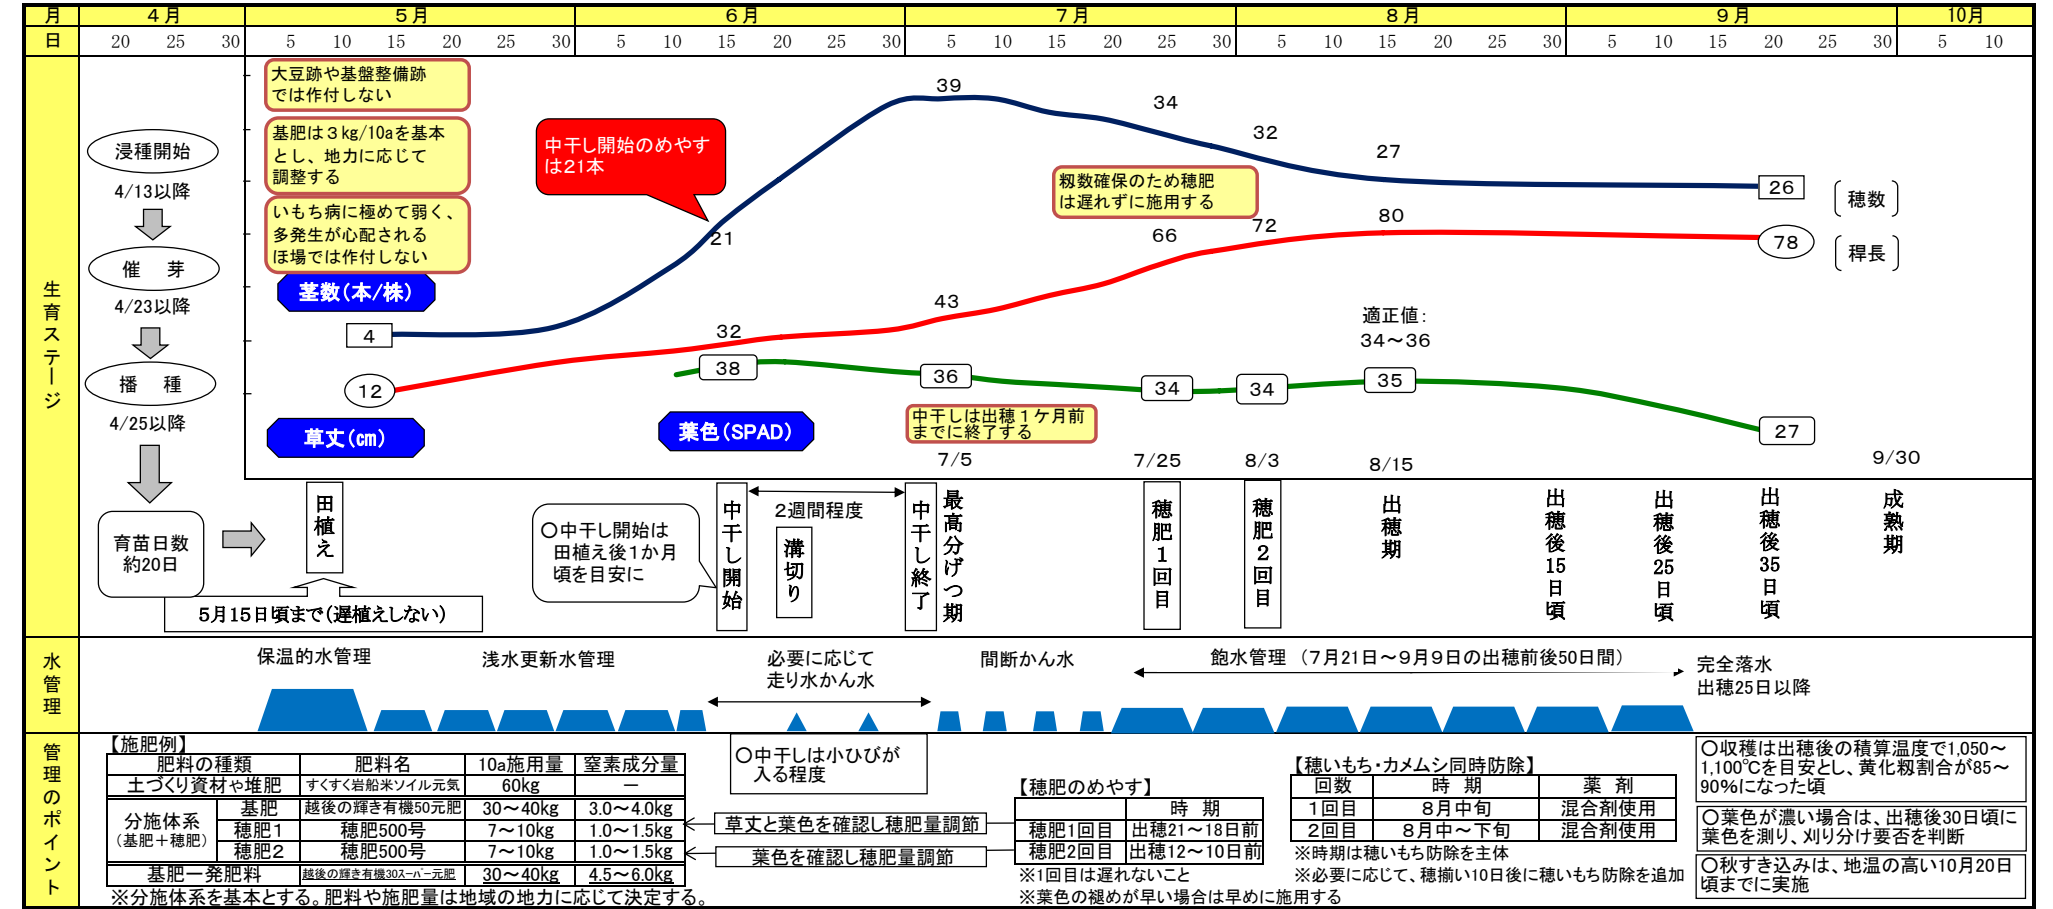 月 4月 5月 6月 7月 8月 9月 10月
日 20 25 30 5 10 15 20 25 30 5 10 15 20 25 30 5 10 15 20 25 30 5 10 15 20 25 30 5 10 15 20 25 30 5 10
生育ステージ
浸種開始
4/13以降
催 芽
4/23以降
播 種
4/25以降
育苗日数
約20日
大豆跡や基盤整備跡
では作付しない
基肥は3㎏/10aを基本
とし、地力に応じて
調整する
いもち病に極めて弱く、
多発生が心配される
ほ場では作付しない
茎数(本/株)
4
21
39
34
32
27
26
穂数
中干し開始のめやす
は21本
籾数確保のため穂肥
は遅れずに施用する
草丈(㎝)
12
32
43
66
72
80
78
稈長
葉色(SPAD)
38
36
34
34
35
27
適正値:
34～36
中干しは出穂1ケ月前
までに終了する
7/5
7/25
8/3
8/15
9/30
田植え
5月15日頃まで(遅植えしない)
○中干し開始は
田植え後1か月
頃を目安に
中干し開始
2週間程度
溝切り
中干し終了
最高分げつ期
穂肥1回目
穂肥2回目
出穂期
出穂後15日頃
出穂後25日頃
出穂後35日頃
成熟期
水管理
保温的水管理
浅水更新水管理
必要に応じて
走り水かん水
間断かん水
飽水管理 (7月21日～9月9日の出穂前後50日間)
完全落水
出穂25日以降
管理のポイント
【施肥例】
肥料の種類 肥料名 10a施用量 窒素成分量
土づくり資材や堆肥 すくすく岩船米ソイル元気 60kg －
分施体系
(基肥＋穂肥)
基肥 越後の輝き有機50元肥 30～40kg 3.0～4.0kg
穂肥1 穂肥500号 7～10kg 1.0～1.5kg
穂肥2 穂肥500号 7～10kg 1.0～1.5kg
基肥一発肥料 越後の輝き有機30スーパー元肥 30～40kg 4.5～6.0kg
※分施体系を基本とする。肥料や施肥量は地域の地力に応じて決定する。
○中干しは小ひびが
入る程度
草丈と葉色を確認し穂肥量調節
葉色を確認し穂肥量調節
【穂肥のめやす】
時 期
穂肥1回目 出穂21～18日前
穂肥2回目 出穂12～10日前
※1回目は遅れないこと
※葉色の褪めが早い場合は早めに施用する
【穂いもち・カメムシ同時防除】
回数 時 期 薬 剤
1回目 8月中旬 混合剤使用
2回目 8月中～下旬 混合剤使用
※時期は穂いもち防除を主体
※必要に応じて、穂揃い10日後に穂いもち防除を追加
○収穫は出穂後の積算温度で1,050～
1,100℃を目安とし、黄化籾割合が85～
90%になった頃
○葉色が濃い場合は、出穂後30日頃に
葉色を測り、刈り分け要否を判断
○秋すき込みは、地温の高い10月20日
頃までに実施